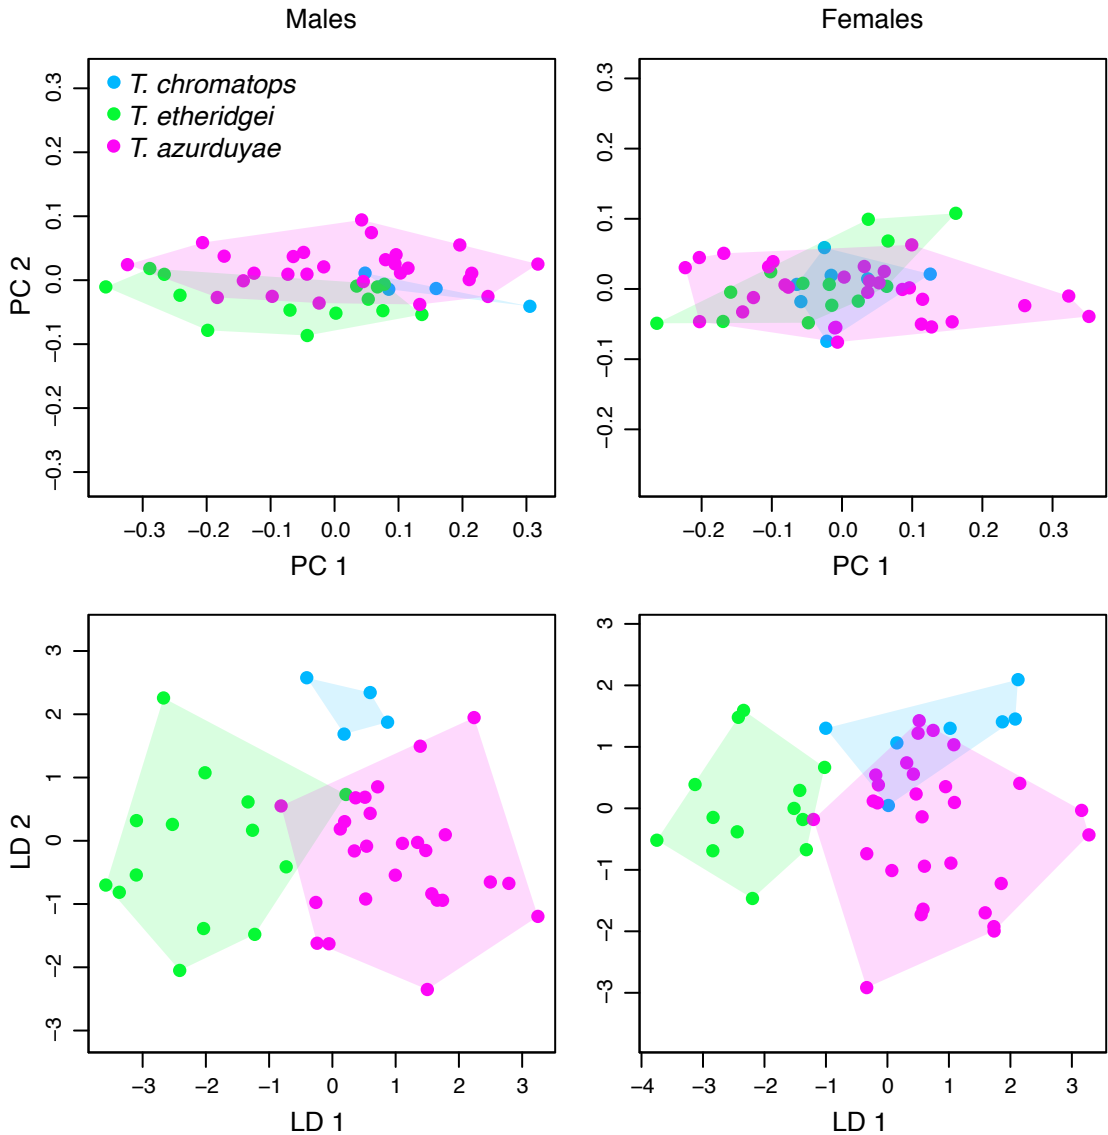 Males
Females
T. chromatops
T. etheridgei
T. azurduyae
PC 2
0.3
0.2
0.1
0.0
−0.1
−0.2
−0.3
−0.3 −0.2 −0.1 0.0 0.1 0.2 0.3
PC 1
0.3
0.2
0.1
0.0
−0.1
−0.2
−0.2 −0.1 0.0 0.1 0.2 0.3
PC 1
LD 2
3
2
1
0
−1
−2
−3
−3 −2 −1 0 1 2 3
LD 1
3
2
1
0
−1
−2
−3
−4 −3 −2 −1 0 1 2 3
LD 1